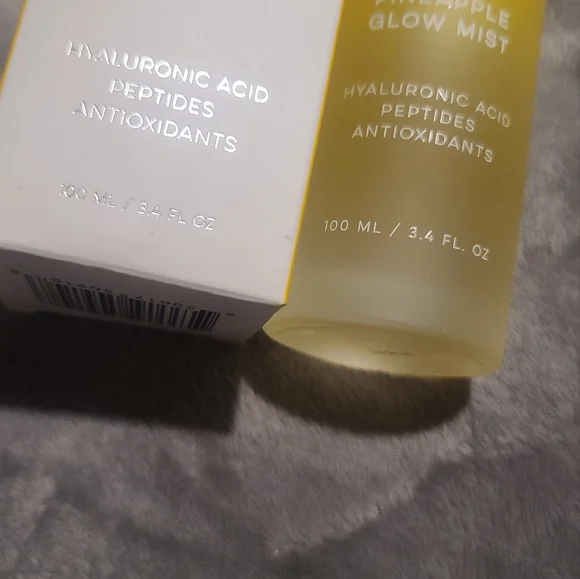 HYALURONIC ACID
PEPTIDES
ANTIOXIDANTS
100 ML / 3.4 FL OZ
PINEAPPLE
GLOW MIST
HYALURONIC ACID
PEPTIDES
ANTIOXIDANTS
100 ML / 3.4 FL. OZ